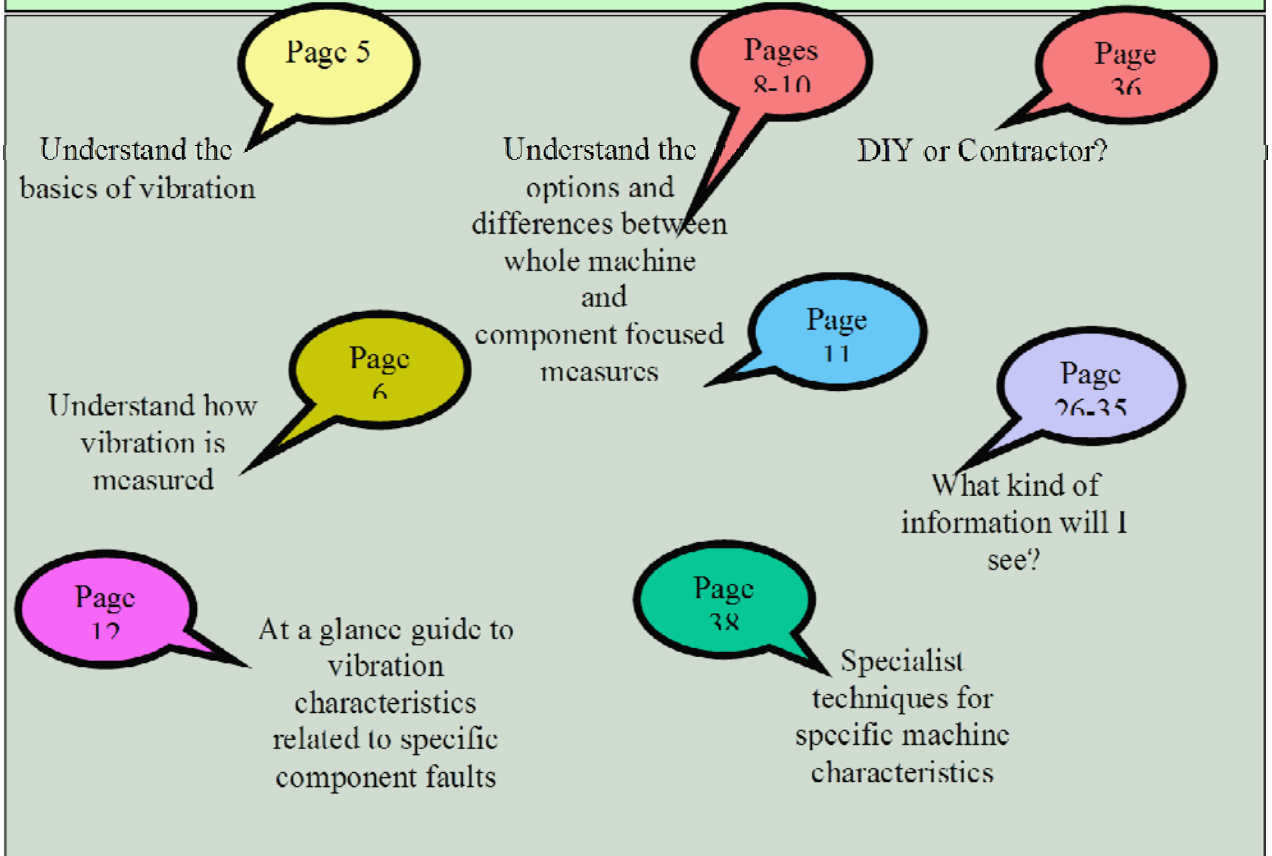 Page 5
Understand the
basics of vibration
Pages
8-10
Understand the
options and
differences between
whole machine
and
component focused
measures
Page
36
DIY or Contractor?
Page
11
Page
6
Understand how
vibration is
measured
Page
26-35
What kind of
information will I
see?
Page
12
At a glance guide to
vibration
characteristics
related to specific
component faults
Page
38
Specialist
techniques for
specific machine
characteristics